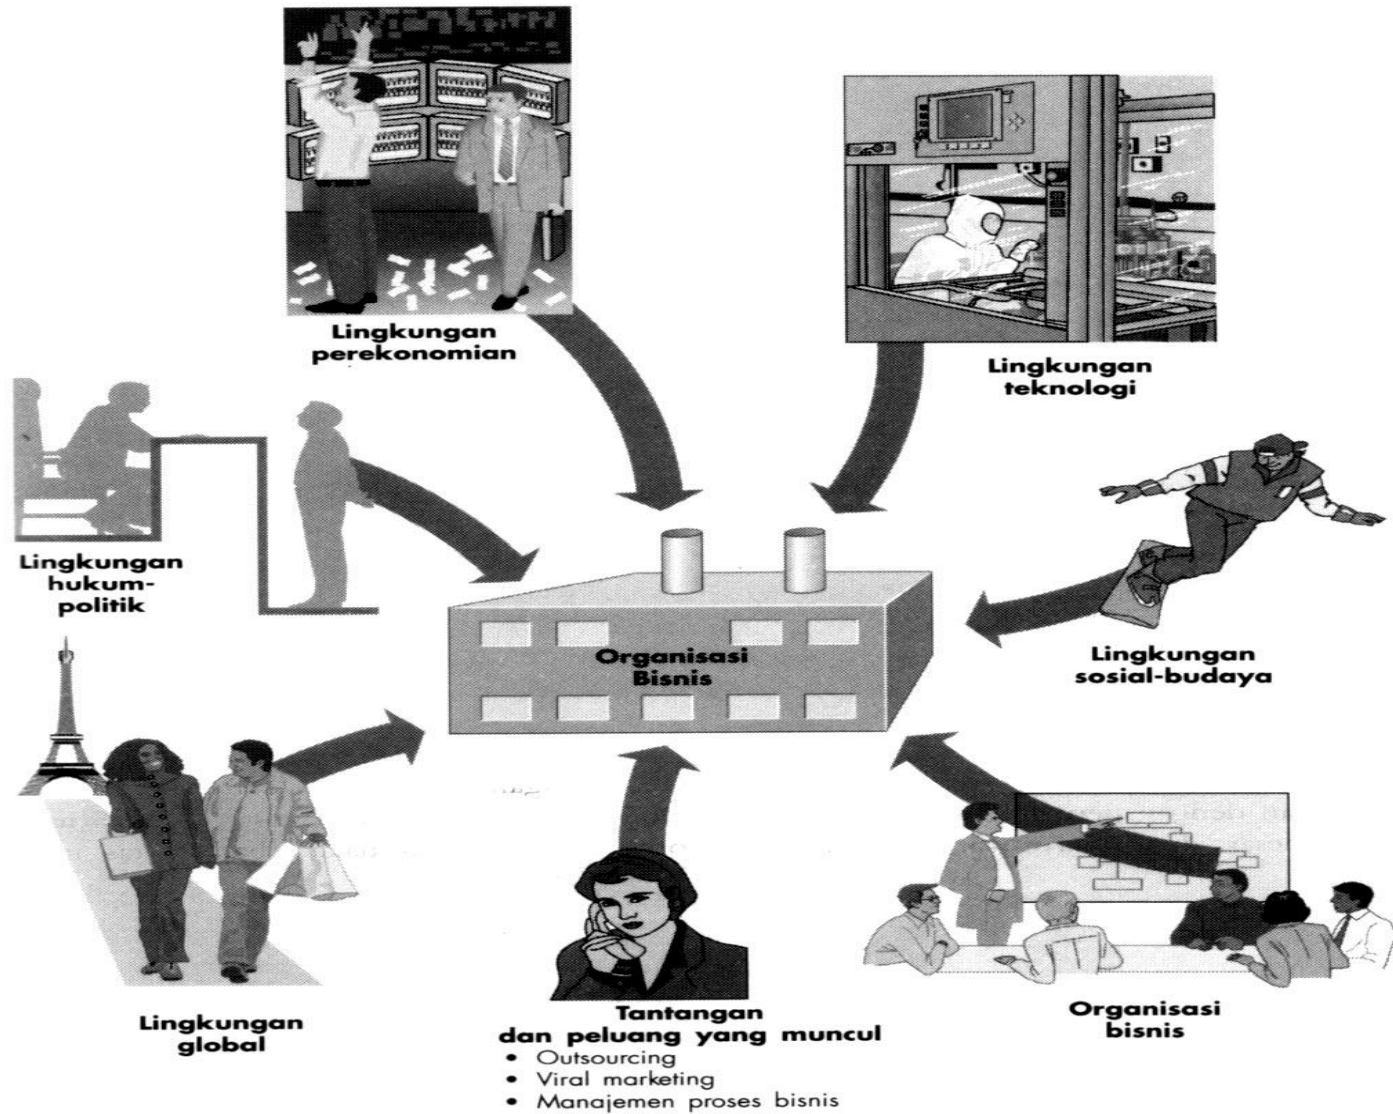 Lingkungan
perekonomian
Lingkungan
teknologi
Lingkungan
hukum-
politik
Organisasi
Bisnis
Lingkungan
sosial-budaya
Lingkungan
global
Tantangan
dan peluang yang muncul
• Outsourcing
• Viral marketing
• Manajemen proses bisnis
Organisasi
bisnis